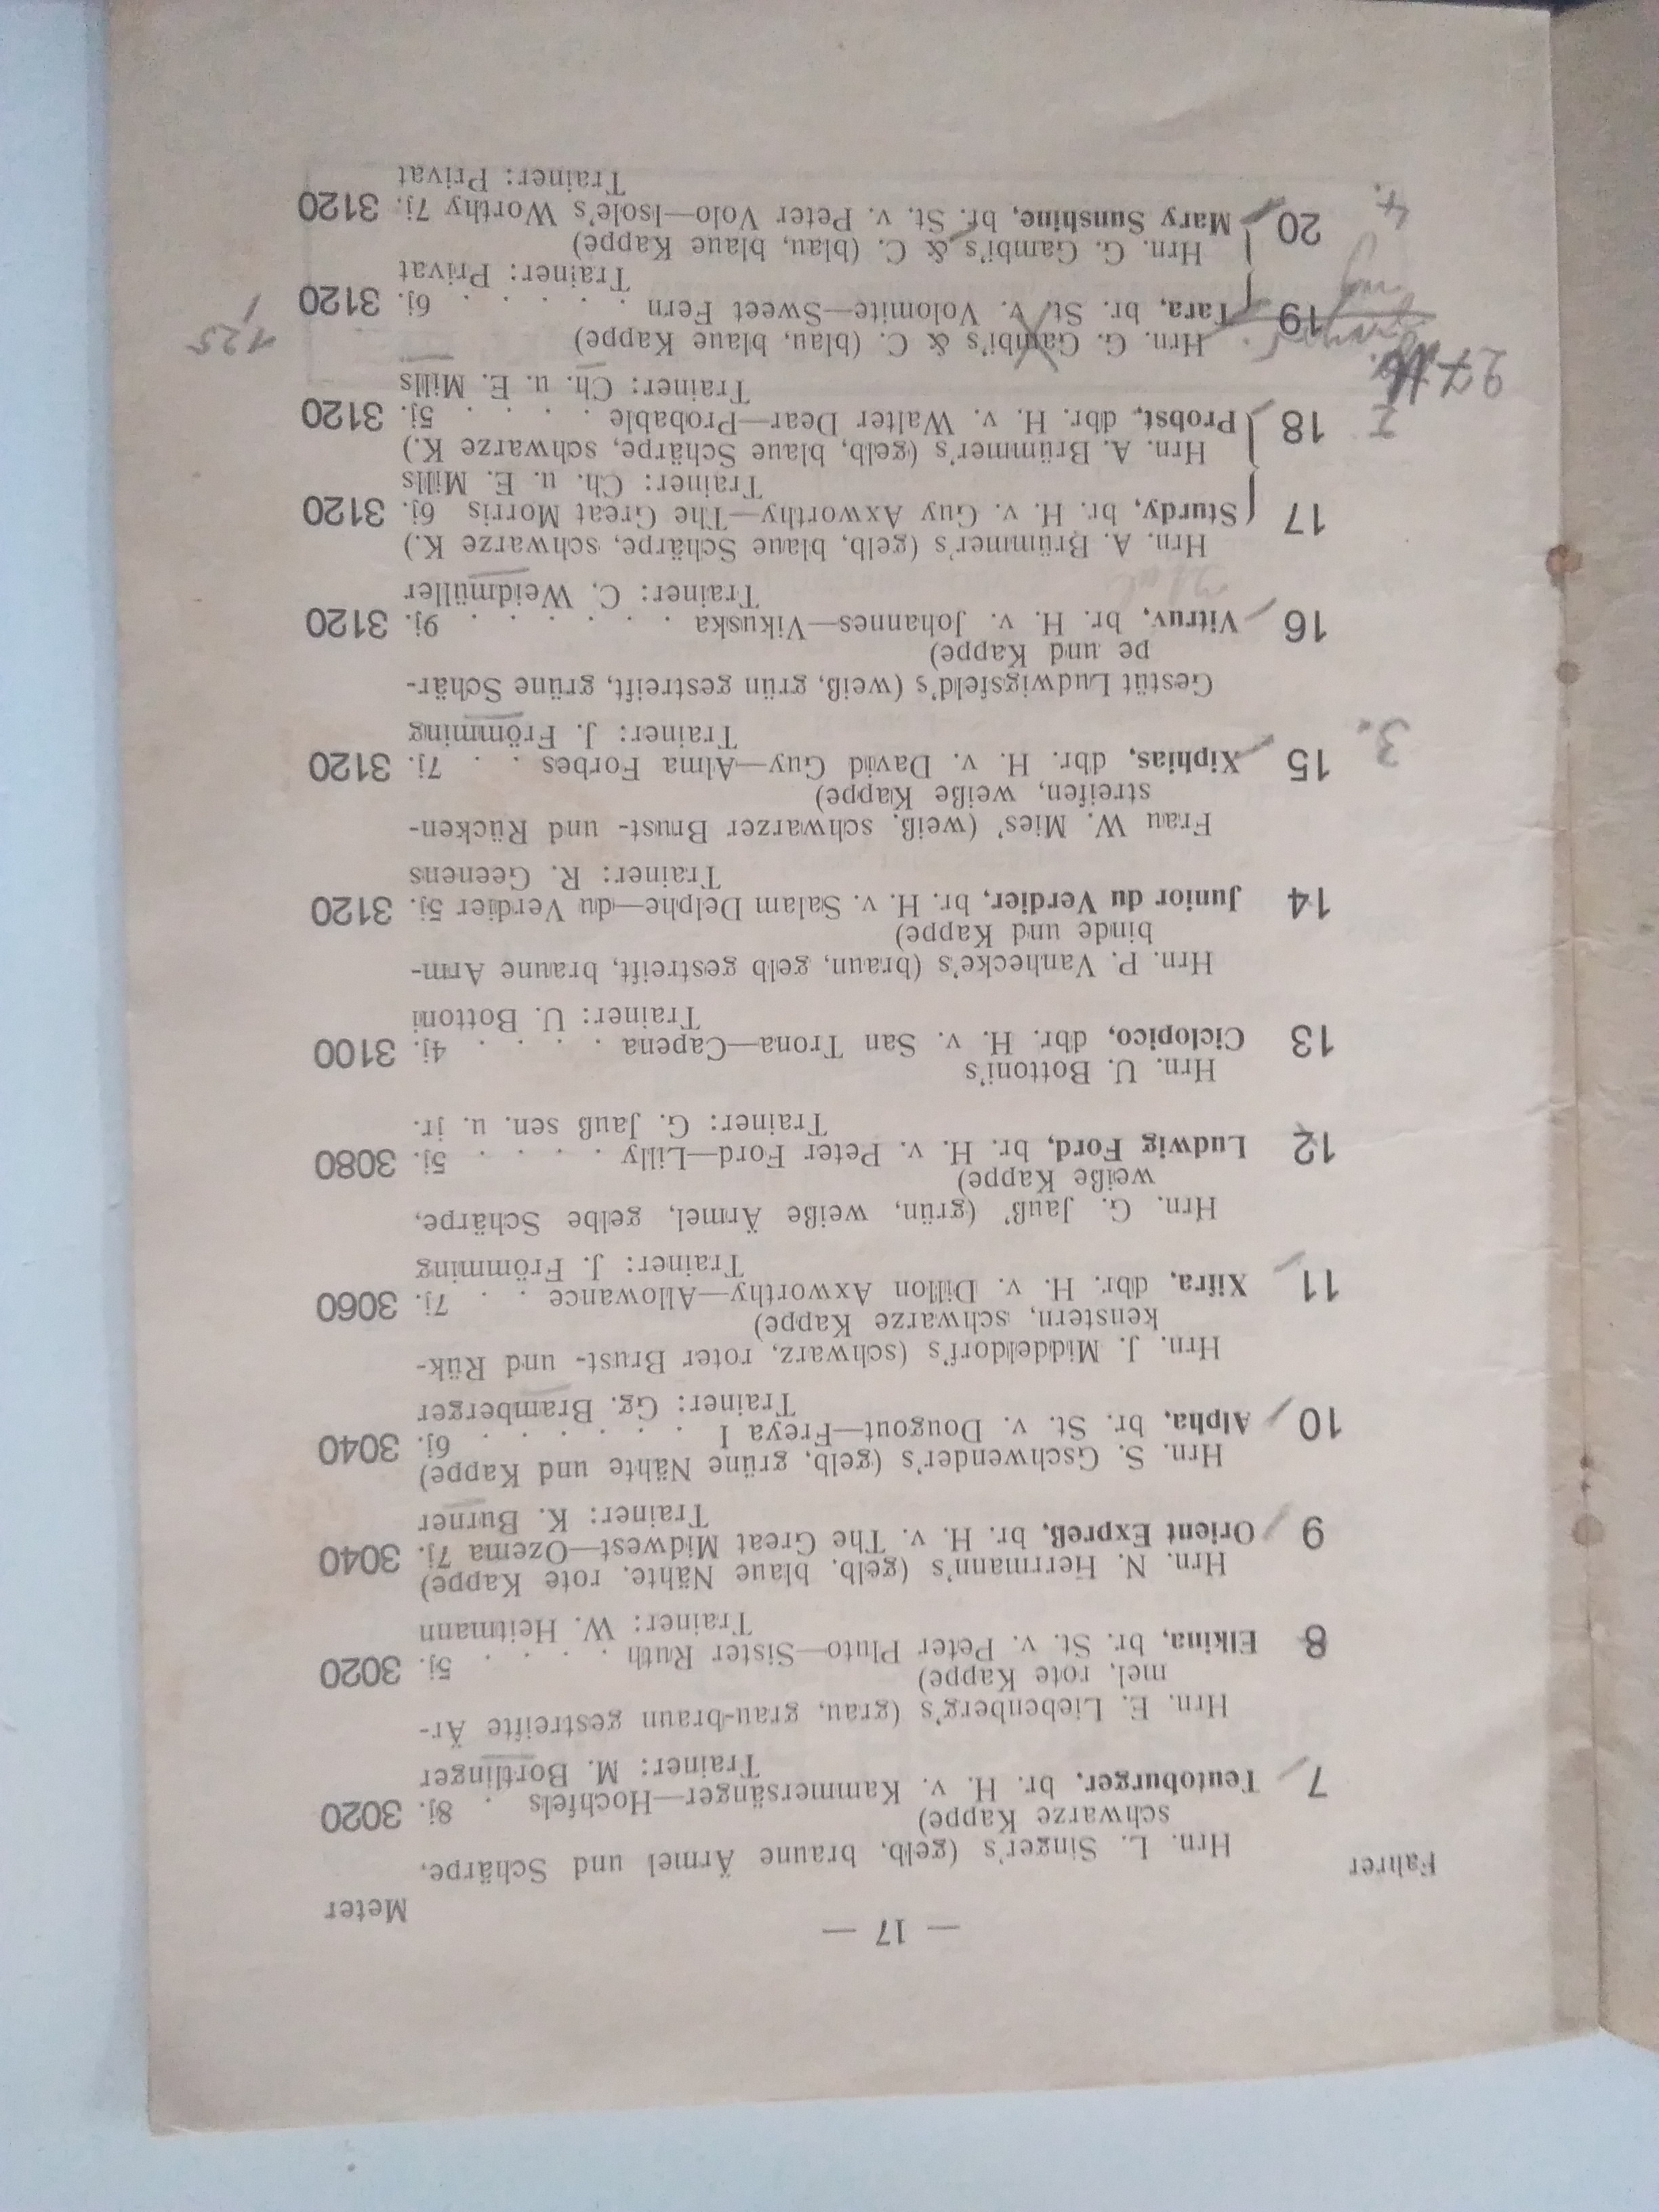 — 17 —
Fahrer
Meter
Hrn. L. Singer's (gelb, braune Ärmel und Schärpe,
schwarze Kappe)
7 Teutoburger, br. H. v. Kammersänger—Hochfels . 8j. 3020
Trainer: M. Bortlinger
Hrn. E. Liebenberg's (grau, grau-braun gestreifte Är-
mel, rote Kappe)
8 Elkina, br. St. v. Peter Pluto—Sister Ruth . . . . 5j. 3020
Trainer: W. Heitmann
Hrn. N. Herrmann's (gelb, blaue Nähte, rote Kappe)
9 Orient Expreß, br. H. v. The Great Midwest—Ozema 7j. 3040
Trainer: K. Burner
Hrn. S. Gschwender's (gelb, grüne Nähte und Kappe)
10 Alpha, br. St. v. Dougout—Freya I . . . . . . 6j. 3040
Trainer: Gg. Bramberger
Hrn. J. Middeldorf's (schwarz, roter Brust- und Rük-
kenstern, schwarze Kappe)
11 Xifra, dbr. H. v. Dillon Axworthy—Allowance . . 7j. 3060
Trainer: J. Frömming
Hrn. G. Jauß' (grün, weiße Ärmel, gelbe Schärpe,
weiße Kappe)
12 Ludwig Ford, br. H. v. Peter Ford—Lilly . . . . 5j. 3080
Trainer: G. Jauß sen. u. jr.
Hrn. U. Bottoni's
13 Ciclopico, dbr. H. v. San Trona—Capena . . . . 4j. 3100
Trainer: U. Bottoni
Hrn. P. Vanhecke's (braun, gelb gestreift, braune Arm-
binde und Kappe)
14 Junior du Verdier, br. H. v. Salam Delphe—du Verdier 5j. 3120
Trainer: R. Geenens
Frau W. Mies' (weiß, schwarzer Brust- und Rücken-
streifen, weiße Kappe)
3. 15 Xiphias, dbr. H. v. David Guy—Alma Forbes . . 7j. 3120
Trainer: J. Frömming
Gestüt Ludwigsfeld's (weiß, grün gestreift, grüne Schär-
pe und Kappe)
16 Vitruv, br. H. v. Johannes—Vikuska . . . . . . 9j. 3120
Trainer: C. Weidmüller
Hrn. A. Brümmer's (gelb, blaue Schärpe, schwarze K.)
17 Sturdy, br. H. v. Guy Axworthy—The Great Morris 6j. 3120
Trainer: Ch. u. E. Mills
Hrn. A. Brümmer's (gelb, blaue Schärpe, schwarze K.)
18 Probst, dbr. H. v. Walter Dear—Probable . . . . 5j. 3120
Trainer: Ch. u. E. Mills
27
125
Hrn. G. Gambi's & C. (blau, blaue Kappe)
19 Tara, br. St. v. Volomite—Sweet Fern . . . . . 6j. 3120
Trainer: Privat
Hrn. G. Gambi's & C. (blau, blaue Kappe)
4. 20 Mary Sunshine, bf. St. v. Peter Volo—Isole's Worthy 7j. 3120
Trainer: Privat